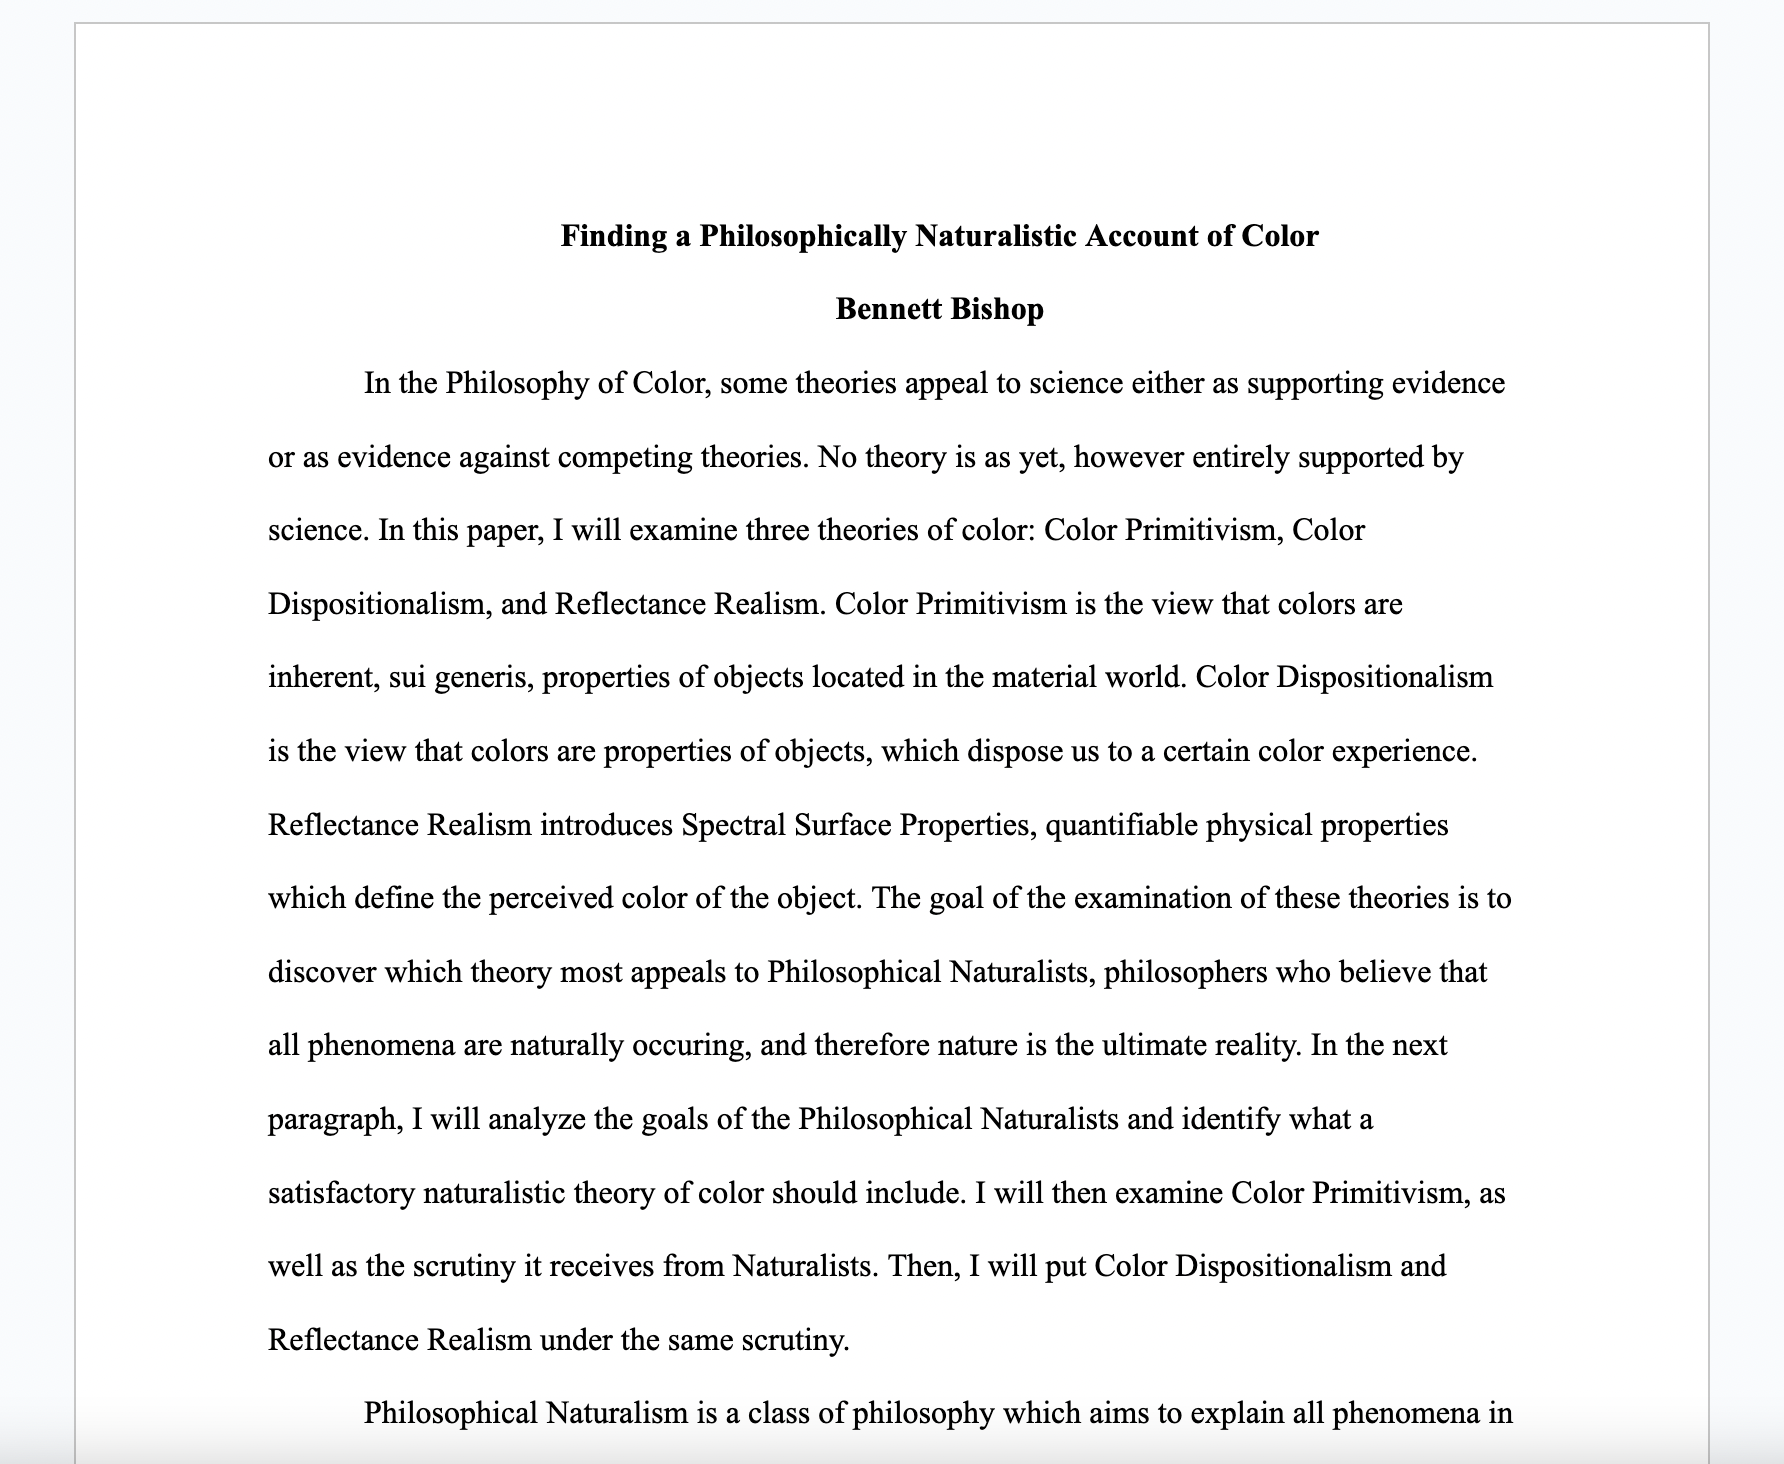 Finding a Philosophically Naturalistic Account of Color
Bennett Bishop
In the Philosophy of Color, some theories appeal to science either as supporting evidence
or as evidence against competing theories. No theory is as yet, however entirely supported by
science. In this paper, I will examine three theories of color: Color Primitivism, Color
Dispositionalism, and Reflectance Realism. Color Primitivism is the view that colors are
inherent, sui generis, properties of objects located in the material world. Color Dispositionalism
is the view that colors are properties of objects, which dispose us to a certain color experience.
Reflectance Realism introduces Spectral Surface Properties, quantifiable physical properties
which define the perceived color of the object. The goal of the examination of these theories is to
discover which theory most appeals to Philosophical Naturalists, philosophers who believe that
all phenomena are naturally occuring, and therefore nature is the ultimate reality. In the next
paragraph, I will analyze the goals of the Philosophical Naturalists and identify what a
satisfactory naturalistic theory of color should include. I will then examine Color Primitivism, as
well as the scrutiny it receives from Naturalists. Then, I will put Color Dispositionalism and
Reflectance Realism under the same scrutiny.
Philosophical Naturalism is a class of philosophy which aims to explain all phenomena in